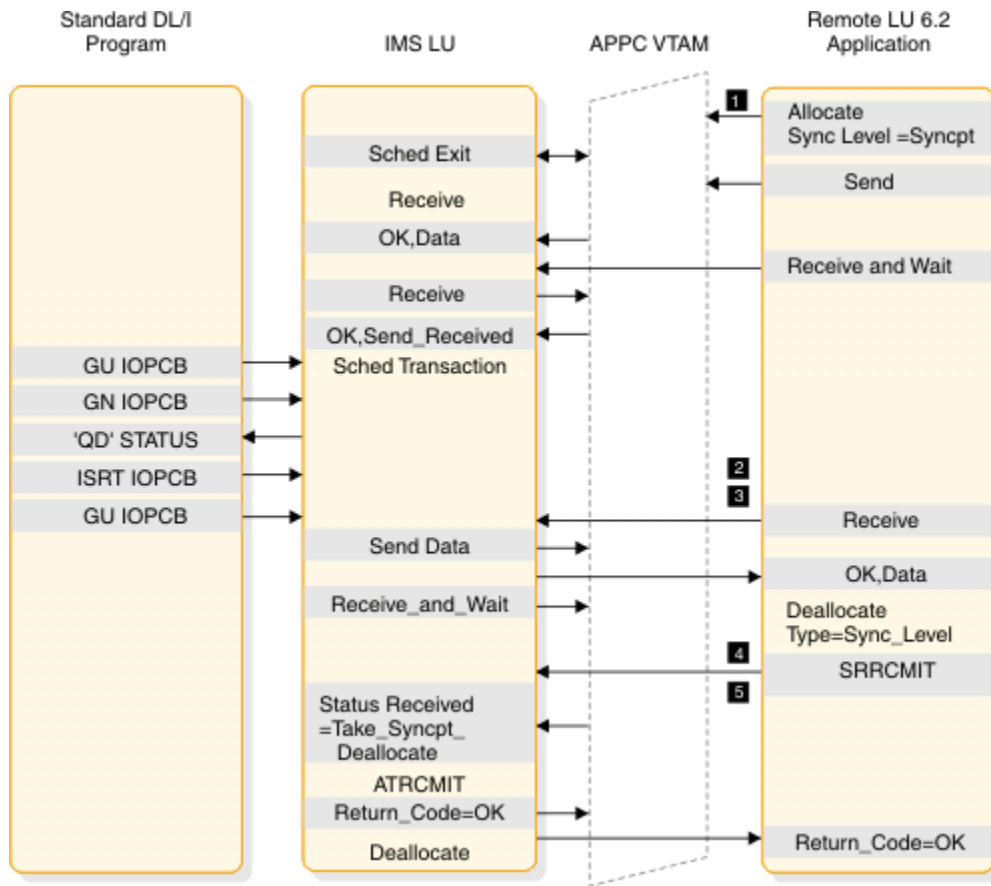 Standard DL/I
Program
IMS LU
APPC VTAM
Remote LU 6.2
Application
1
Allocate
Sync Level =Syncpt
Sched Exit
Send
Receive
OK,Data
Receive and Wait
Receive
OK,Send_Received
GU IOPCB
Sched Transaction
GN IOPCB
'QD' STATUS
ISRT IOPCB
2
3
GU IOPCB
Receive
Send Data
OK,Data
Receive_and_Wait
Deallocate
Type=Sync_Level
4
SRRCMIT
5
Status Received
=Take_Syncpt_
Deallocate
ATRCMIT
Return_Code=OK
Return_Code=OK
Deallocate